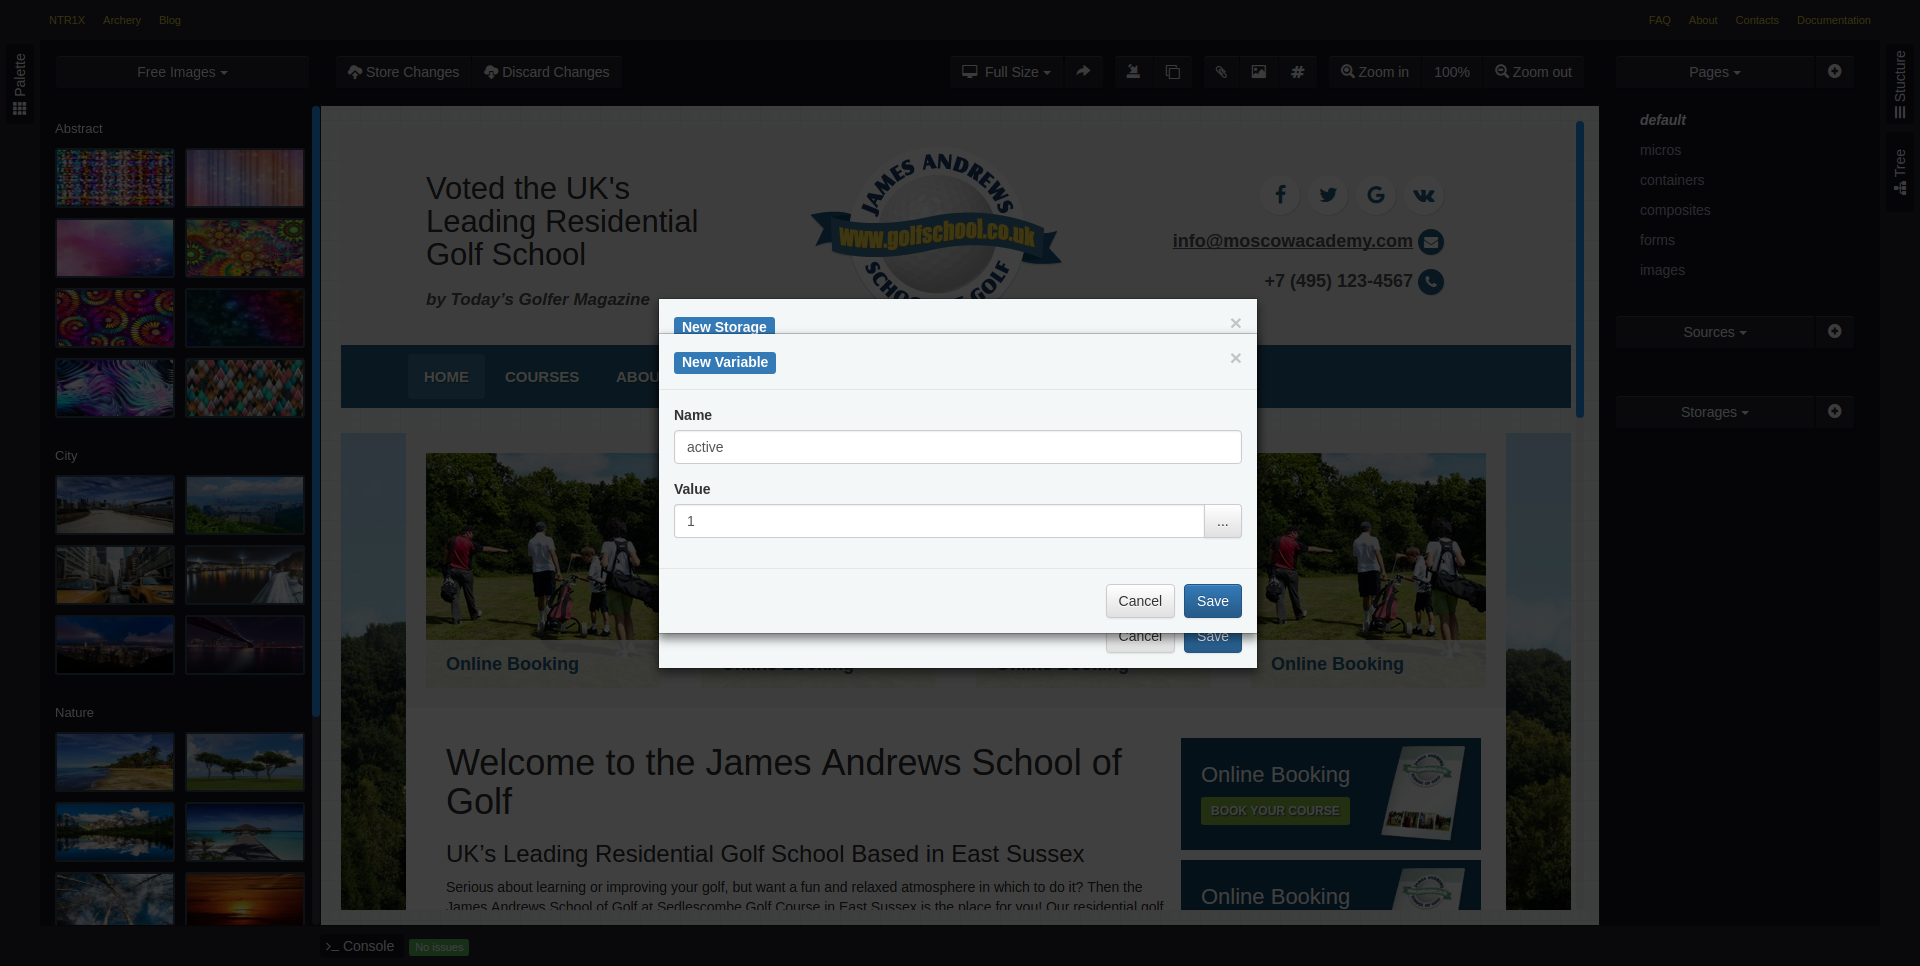 NTR1X Archery Blog
FAQ About Contacts Documentation
Palette
Free Images
Store Changes Discard Changes
Full Size
Zoom in 100% Zoom out
Pages
Stucture
Tree
Abstract
City
Nature
default
micros
containers
composites
forms
images
Sources
Storages
Voted the UK's
Leading Residential
Golf School
by Today's Golfer Magazine
JAMES ANDREWS
www.golfschool.co.uk
SCHOOL OF GOLF
info@moscowacademy.com
+7 (495) 123-4567
HOME COURSES ABOU
New Storage ×
New Variable ×
Name
active
Value
1 ...
Cancel Save
Cancel Save
Online Booking Online Booking Online Booking Online Booking
Welcome to the James Andrews School of
Golf
UK's Leading Residential Golf School Based in East Sussex
Serious about learning or improving your golf, but want a fun and relaxed atmosphere in which to do it? Then the
James Andrews School of Golf at Sedlescombe Golf Course in East Sussex is the place for you! Our residential golf
Online Booking
BOOK YOUR COURSE
Online Booking
Console No issues